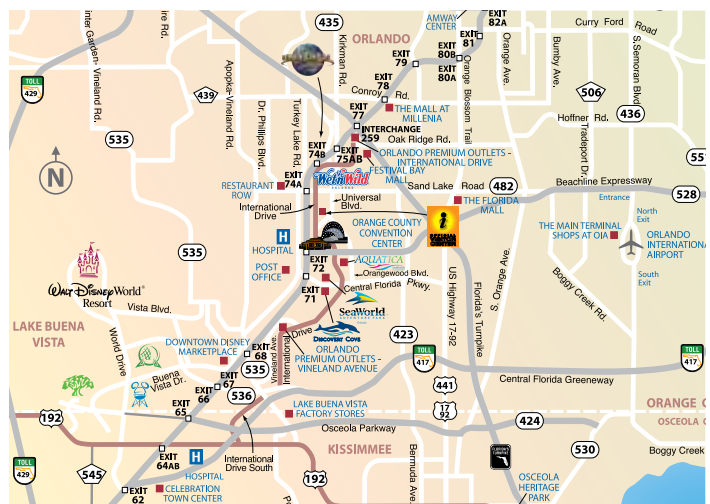 435
AMWAY
CENTER
EXIT
82A
EXIT
81
Curry Ford Road
ORLANDO
Kirkman Rd.
EXIT
79
EXIT
80B
EXIT
80A
Orange Ave.
Orange Blossom Trail
Bumby Ave.
S. Semoran Blvd
TOLL
429
439
Apopka-Vineland Rd.
Dr. Phillips Blvd.
Turkey Lake Rd.
EXIT
78
Conroy Rd.
THE MALL AT
MILLENIA
506
436
Hoffner Rd.
Tradeport Dr.
EXIT
77
INTERCHANGE
259
Oak Ridge Rd.
535
N
EXIT
74B
EXIT
75AB
ORLANDO PREMIUM OUTLETS -
INTERNATIONAL DRIVE
FESTIVAL BAY
MALL
Wet'n Wild
ORLANDO
EXIT
74A
RESTAURANT
ROW
Sand Lake Road
482
Beachline Expressway
528
Universal
Blvd.
THE FLORIDA
MALL
Entrance
North
Exit
International
Drive
ORANGE COUNTY
CONVENTION
CENTER
OFFICIAL
THE MAIN TERMINAL
SHOPS AT OIA
ORLANDO
INTERNATIONAL
AIRPORT
South
Exit
H
HOSPITAL
535
EXIT
72
AQUATICA
Orangewood Blvd.
POST
OFFICE
EXIT
71
Central Florida Pkwy.
US Highway 17-92
Florida's Turnpike
S. Orange Ave.
Boggy Creek Rd.
WALT DISNEY World
Resort
SeaWorld
DISCOVERY COVE
Vista Blvd.
LAKE BUENA
VISTA
World Drive
DOWNTOWN DISNEY
MARKETPLACE
EXIT
68
535
Vineland Ave.
International Drive
ORLANDO
PREMIUM OUTLETS -
VINELAND AVENUE
423
TOLL
417
TOLL
417
Buena
Vista Dr.
EXIT
67
EXIT
66
536
441
Central Florida Greeneway
192
EXIT
65
LAKE BUENA VISTA
FACTORY STORES
17
92
Osceola Parkway
424
ORANGE C
OSCEOLA C
KISSIMMEE
530
Boggy Creek
TOLL
429
545
EXIT
64AB
H
HOSPITAL
International
Drive South
192
Bermuda Ave.
OSCEOLA
HERITAGE
PARK
EXIT
62
CELEBRATION
TOWN CENTER